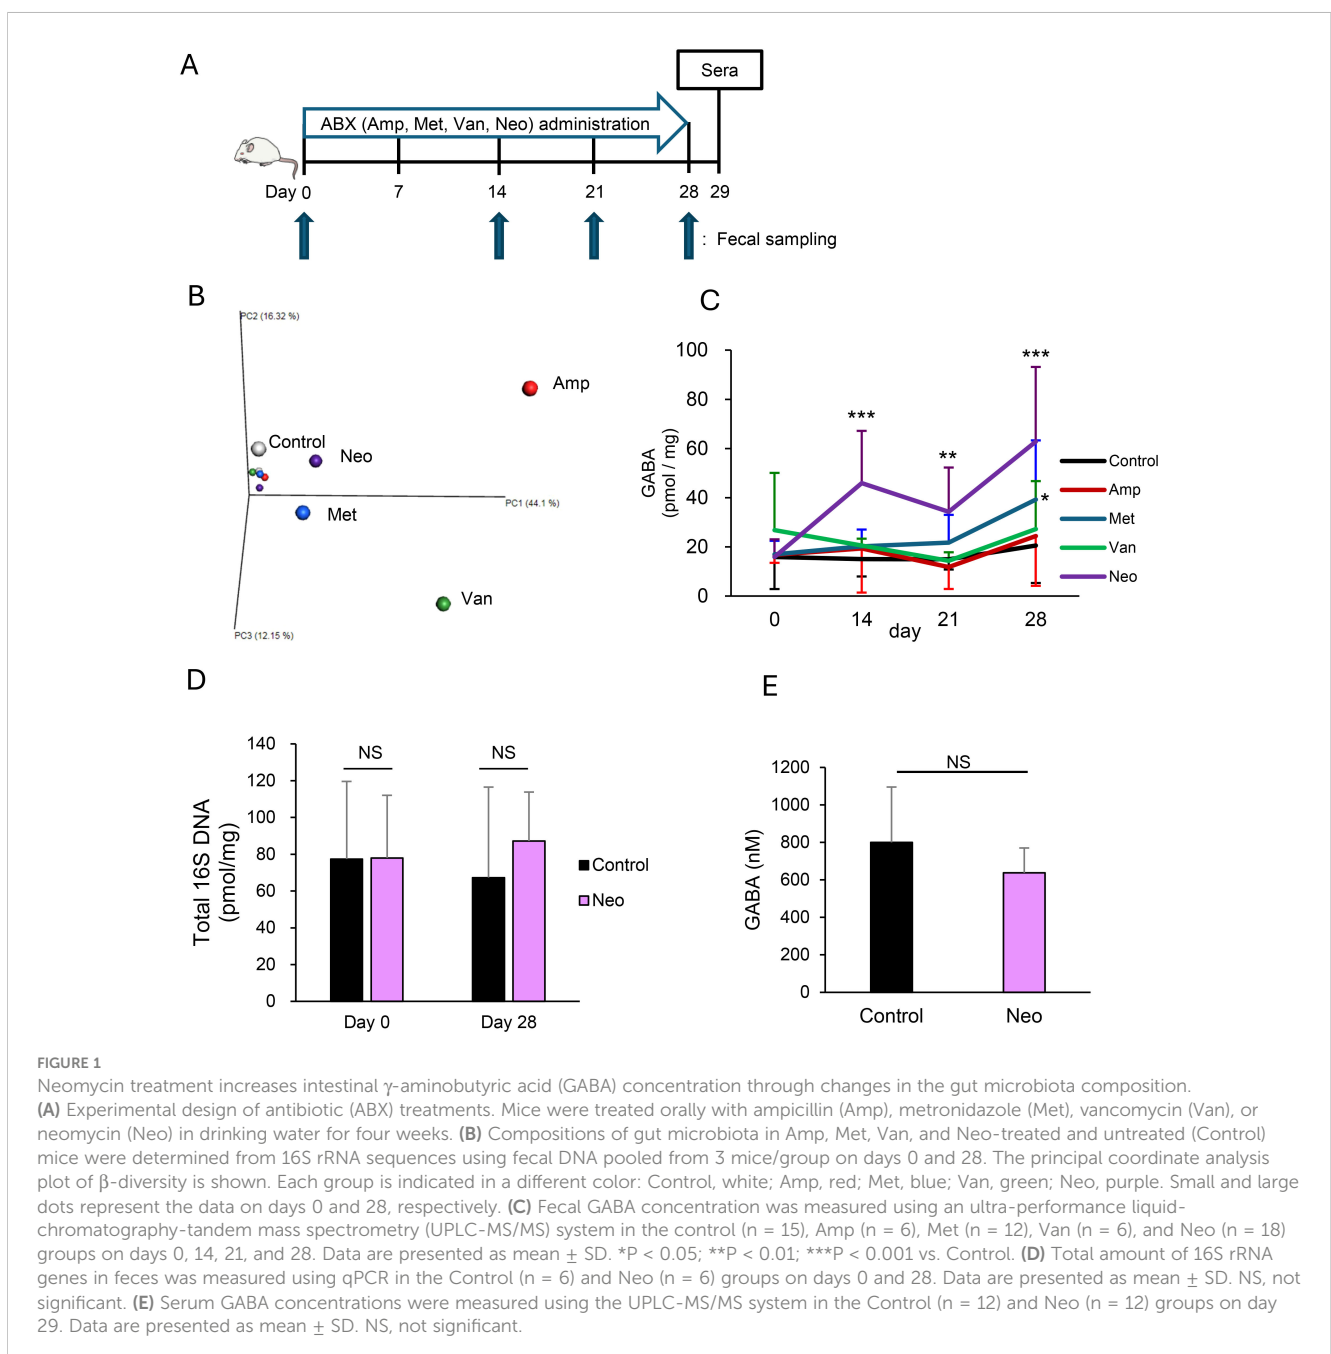 A
Sera
ABX (Amp, Met, Van, Neo) administration
Day 0 7 14 21 28 29
: Fecal sampling
B
PC2 (16.32 %)
Amp
Control
Neo
PC1 (44.1 %)
Met
Van
PC3 (12.15 %)
C
100
80
60
40
20
0
GABA
(pmol / mg)
***
**
***
*
0 14 21 28
day
Control
Amp
Met
Van
Neo
D
140
120
100
80
60
40
20
0
Total 16S DNA
(pmol/mg)
NS NS
Control
Neo
Day 0 Day 28
E
1200
1000
800
600
400
200
0
GABA (nM)
NS
Control Neo
FIGURE 1
Neomycin treatment increases intestinal γ-aminobutyric acid (GABA) concentration through changes in the gut microbiota composition.
(A) Experimental design of antibiotic (ABX) treatments. Mice were treated orally with ampicillin (Amp), metronidazole (Met), vancomycin (Van), or
neomycin (Neo) in drinking water for four weeks. (B) Compositions of gut microbiota in Amp, Met, Van, and Neo-treated and untreated (Control)
mice were determined from 16S rRNA sequences using fecal DNA pooled from 3 mice/group on days 0 and 28. The principal coordinate analysis
plot of β-diversity is shown. Each group is indicated in a different color: Control, white; Amp, red; Met, blue; Van, green; Neo, purple. Small and large
dots represent the data on days 0 and 28, respectively. (C) Fecal GABA concentration was measured using an ultra-performance liquid-
chromatography-tandem mass spectrometry (UPLC-MS/MS) system in the control (n = 15), Amp (n = 6), Met (n = 12), Van (n = 6), and Neo (n = 18)
groups on days 0, 14, 21, and 28. Data are presented as mean ± SD. *P < 0.05; **P < 0.01; ***P < 0.001 vs. Control. (D) Total amount of 16S rRNA
genes in feces was measured using qPCR in the Control (n = 6) and Neo (n = 6) groups on days 0 and 28. Data are presented as mean ± SD. NS, not
significant. (E) Serum GABA concentrations were measured using the UPLC-MS/MS system in the Control (n = 12) and Neo (n = 12) groups on day
29. Data are presented as mean ± SD. NS, not significant.